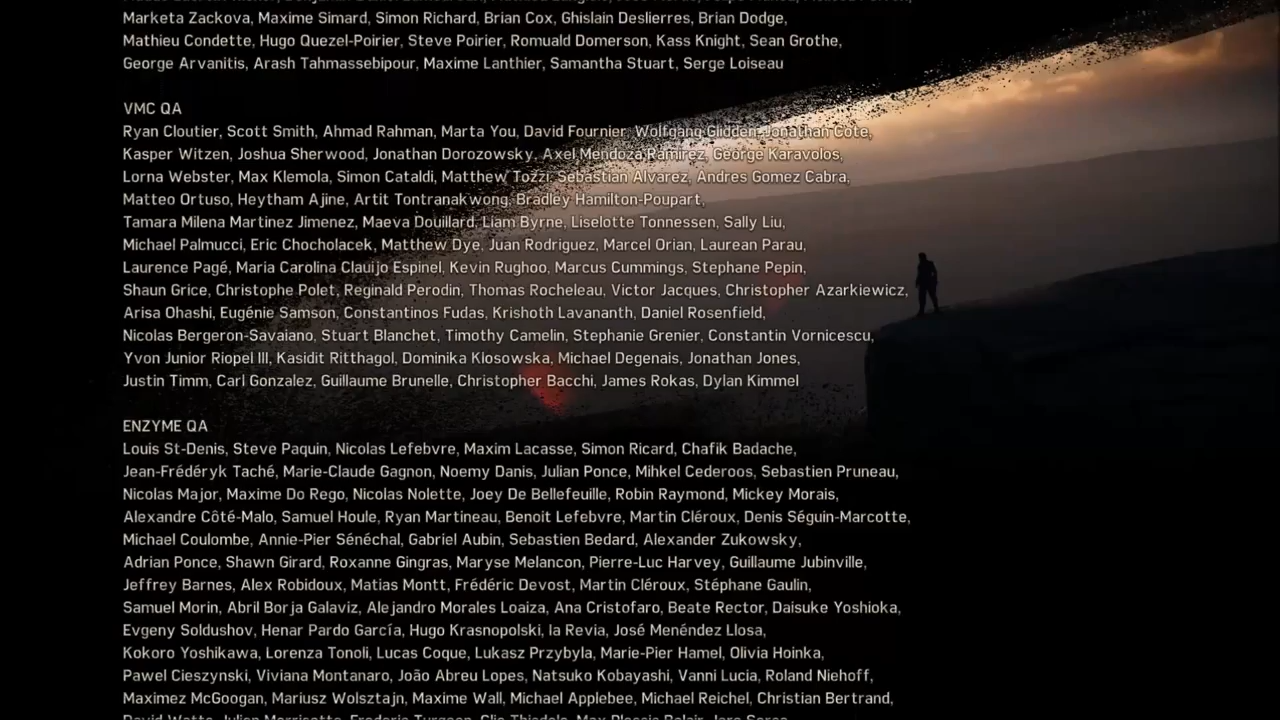 Marketa Zackova, Maxime Simard, Simon Richard, Brian Cox, Ghislain Deslierres, Brian Dodge,
Mathieu Condette, Hugo Quezel-Poirier, Steve Poirier, Romuald Domerson, Kass Knight, Sean Grothe,
George Arvanitis, Arash Tahmassebipour, Maxime Lanthier, Samantha Stuart, Serge Loiseau
VMC QA
Ryan Cloutier, Scott Smith, Ahmad Rahman, Marta You, David Fournier, Wolfgang Glidden-Jonathan Cote,
Kasper Witzen, Joshua Sherwood, Jonathan Dorozowsky, Axel Mendoza Ramirez, George Karavolos,
Lorna Webster, Max Klemola, Simon Cataldi, Matthew Tozzi, Sebastian Alvarez, Andres Gomez Cabra,
Matteo Ortuso, Heytham Ajine, Artit Tontranakwong, Bradley Hamilton-Poupart,
Tamara Milena Martinez Jimenez, Maeva Douillard, Liam Byrne, Liselotte Tonnessen, Sally Liu,
Michael Palmucci, Eric Chocholacek, Matthew Dye, Juan Rodriguez, Marcel Orian, Laurean Parau,
Laurence Pagé, Maria Carolina Clauijo Espinel, Kevin Rughoo, Marcus Cummings, Stephane Pepin,
Shaun Grice, Christophe Polet, Reginald Perodin, Thomas Rocheleau, Victor Jacques, Christopher Azarkiewicz,
Arisa Ohashi, Eugénie Samson, Constantinos Fudas, Krishoth Lavananth, Daniel Rosenfield,
Nicolas Bergeron-Savaiano, Stuart Blanchet, Timothy Camelin, Stephanie Grenier, Constantin Vornicescu,
Yvon Junior Riopel III, Kasidit Ritthagol, Dominika Klosowska, Michael Degenais, Jonathan Jones,
Justin Timm, Carl Gonzalez, Guillaume Brunelle, Christopher Bacchi, James Rokas, Dylan Kimmel
ENZYME QA
Louis St-Denis, Steve Paquin, Nicolas Lefebvre, Maxim Lacasse, Simon Ricard, Chafik Badache,
Jean-Frédéryk Taché, Marie-Claude Gagnon, Noemy Danis, Julian Ponce, Mihkel Cederoos, Sebastien Pruneau,
Nicolas Major, Maxime Do Rego, Nicolas Nolette, Joey De Bellefeuille, Robin Raymond, Mickey Morais,
Alexandre Côté-Malo, Samuel Houle, Ryan Martineau, Benoit Lefebvre, Martin Cléroux, Denis Séguin-Marcotte,
Michael Coulombe, Annie-Pier Sénéchal, Gabriel Aubin, Sebastien Bedard, Alexander Zukowsky,
Adrian Ponce, Shawn Girard, Roxanne Gingras, Maryse Melancon, Pierre-Luc Harvey, Guillaume Jubinville,
Jeffrey Barnes, Alex Robidoux, Matias Montt, Frédéric Devost, Martin Cléroux, Stéphane Gaulin,
Samuel Morin, Abril Borja Galaviz, Alejandro Morales Loaiza, Ana Cristofaro, Beate Rector, Daisuke Yoshioka,
Evgeny Soldushov, Henar Pardo García, Hugo Krasnopolski, Ia Revia, José Menéndez Llosa,
Kokoro Yoshikawa, Lorenza Tonoli, Lucas Coque, Lukasz Przybyla, Marie-Pier Hamel, Olivia Hoinka,
Pawel Cieszynski, Viviana Montanaro, João Abreu Lopes, Natsuko Kobayashi, Vanni Lucia, Roland Niehoff,
Maximez McGoogan, Mariusz Wolsztajn, Maxime Wall, Michael Applebee, Michael Reichel, Christian Bertrand,